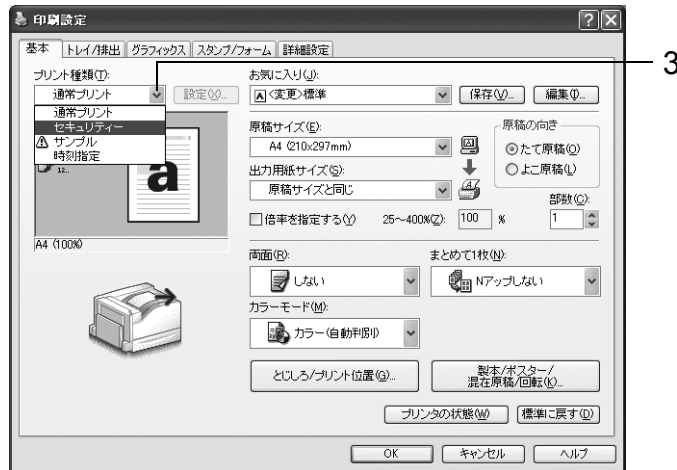 印刷設定
基本 トレイ/排出 グラフィックス スタンプ/フォーム 詳細設定
プリント種類(T):
通常プリント 設定(X)...
通常プリント
セキュリティー
サンプル
時刻指定
12..
a
A4 (100%)
お気に入り(J):
A <変更>標準 保存(V)... 編集(I)...
原稿サイズ(E):
A4 (210x297mm)
出力用紙サイズ(S):
原稿サイズと同じ
倍率を指定する(Y) 25~400%(Z): 100 %
原稿の向き
たて原稿(O)
よこ原稿(L)
部数(C):
1
両面(R):
しない
まとめて1枚(N):
Nアップしない
カラーモード(M):
カラー(自動判別)
とじしろ/プリント位置(G)...
製本/ポスター/
混在原稿/回転(K)...
プリンタの状態(W) 標準に戻す(D)
OK キャンセル ヘルプ
3